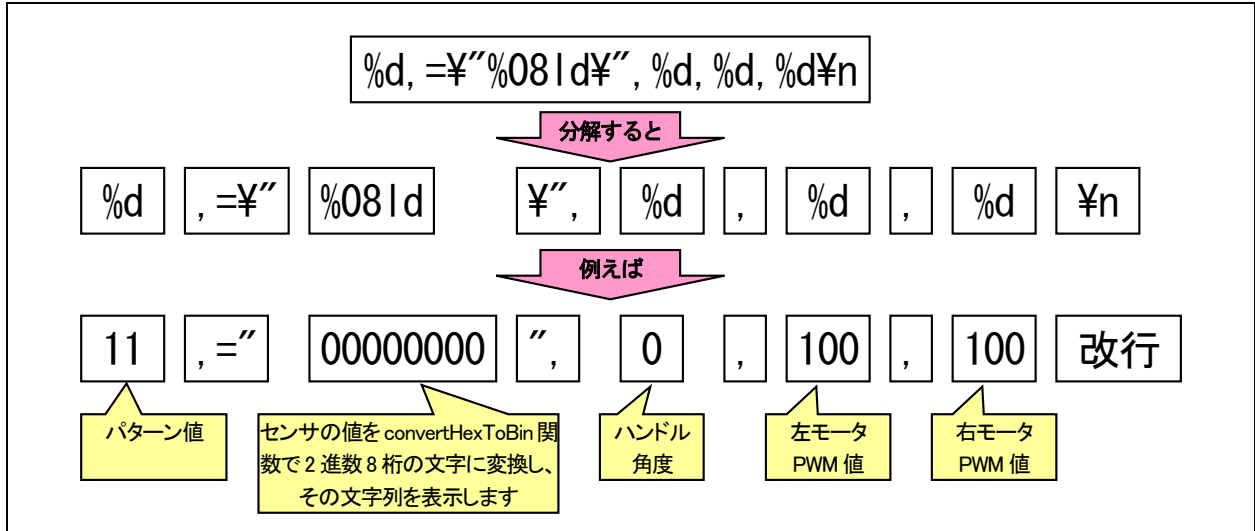 %d,=¥"%08ld¥",%d,%d,%d¥n
分解すると
%d ,=¥" %08ld ¥", %d , %d , %d ¥n
例えば
11 ,=" 00000000 ", 0 , 100 , 100 改行
パターン値
センサの値を convertHexToBin 関
数で 2 進数 8 桁の文字に変換し、
その文字列を表示します
ハンドル
角度
左モータ
PWM 値
右モータ
PWM 値